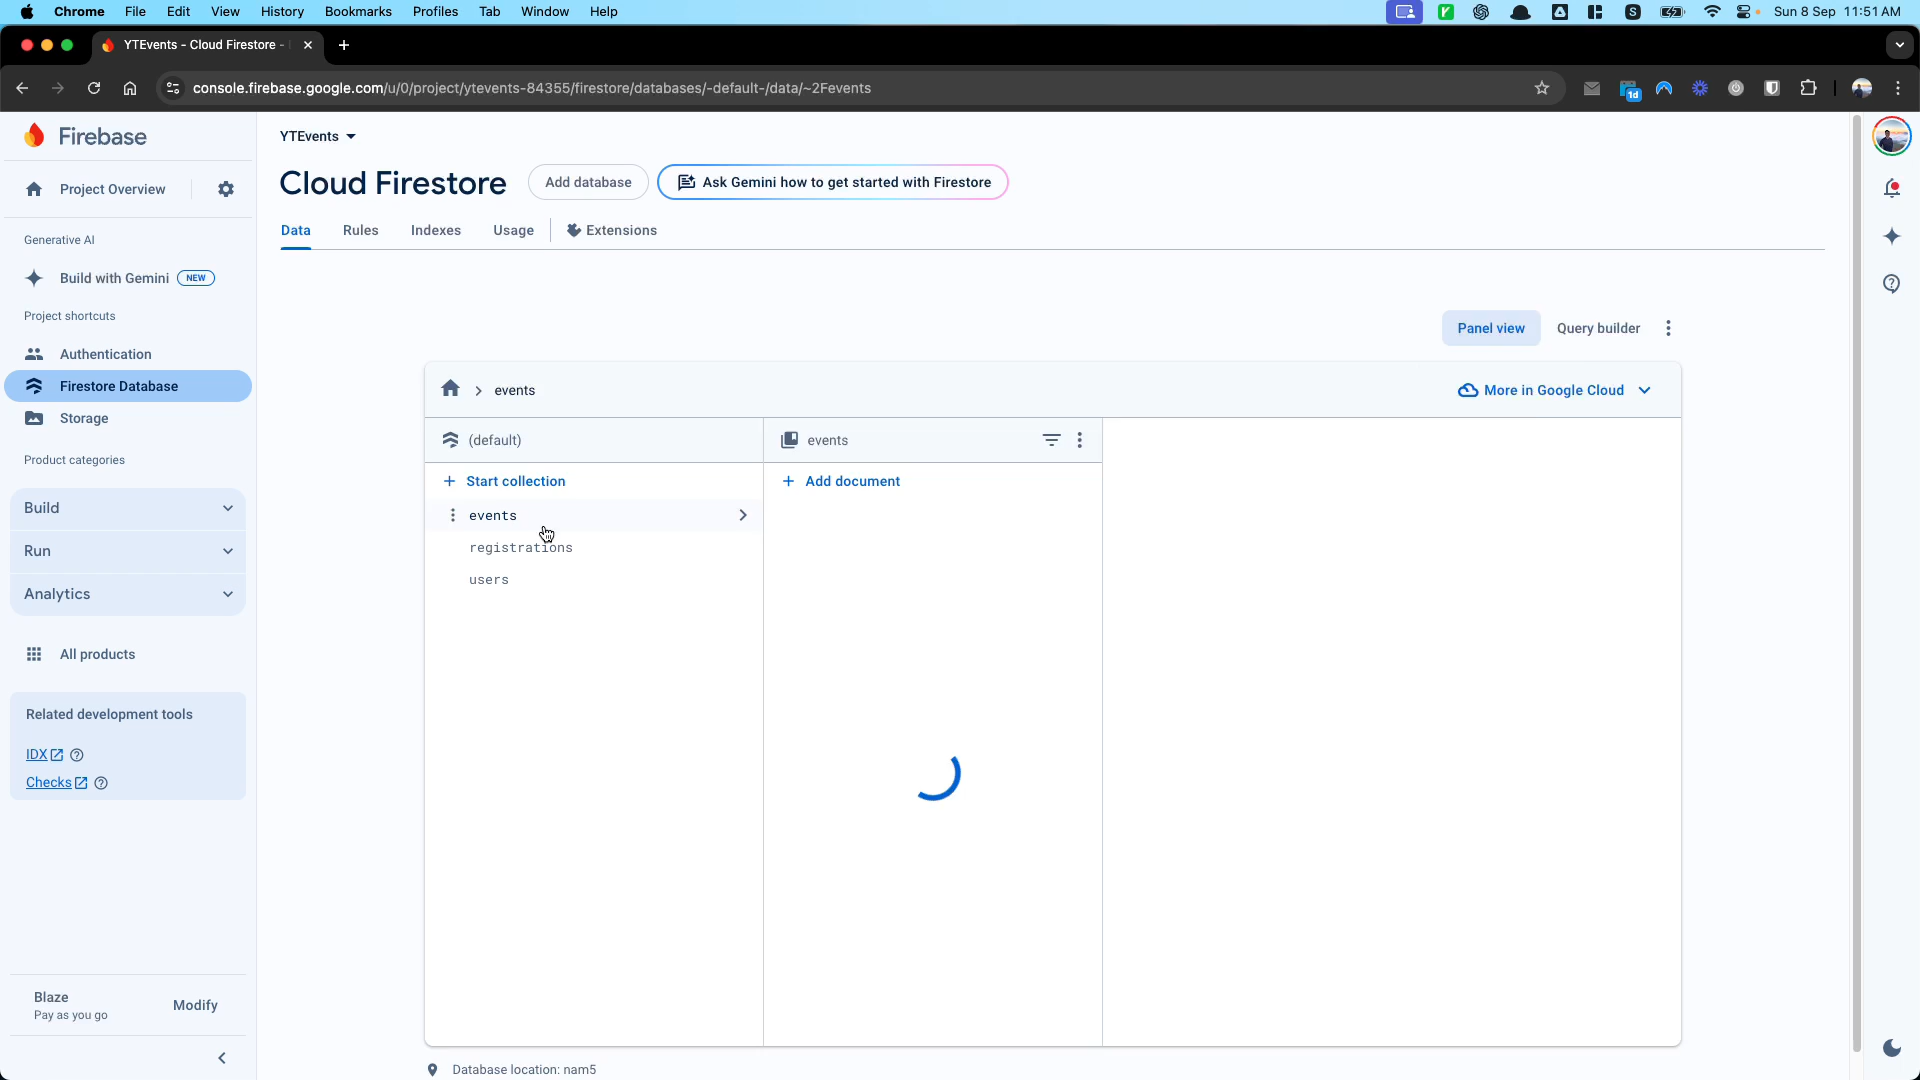 Chrome File Edit View History Bookmarks Profiles Tab Window Help
Sun 8 Sep 11:51 AM
YTEvents - Cloud Firestore -
console.firebase.google.com/u/0/project/ytevents-84355/firestore/databases/-default-/data/~2Fevents
1d
Firebase
Project Overview
Generative AI
Build with Gemini NEW
Project shortcuts
Authentication
Firestore Database
Storage
Product categories
Build
Run
Analytics
All products
Related development tools
IDX
Checks
Blaze
Pay as you go
Modify
YTEvents
Cloud Firestore
Add database
Ask Gemini how to get started with Firestore
Data Rules Indexes Usage Extensions
Panel view Query builder
events
More in Google Cloud
(default)
events
Start collection
Add document
events
registrations
users
Database location: nam5